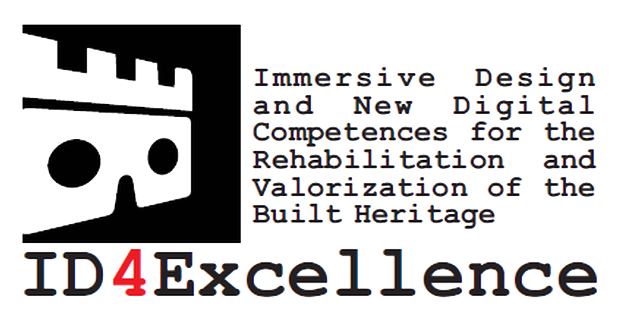 Immersive Design
and New Digital
Competences for the
Rehabilitation and
Valorization of the
Built Heritage
ID4Excellence